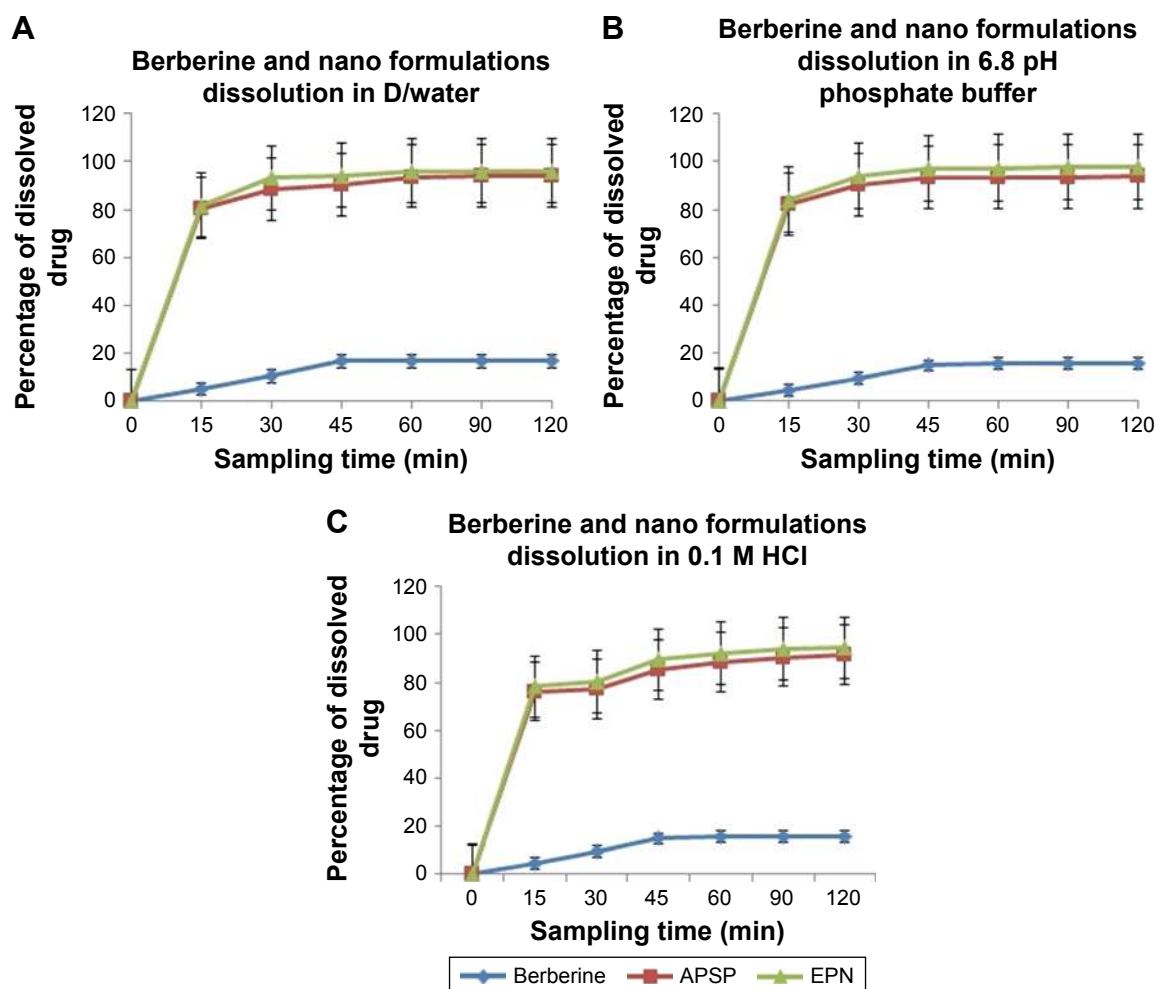 A
Berberine and nano formulations
dissolution in D/water
Percentage of dissolved
drug
120
100
80
60
40
20
0
0 15 30 45 60 90 120
Sampling time (min)
B
Berberine and nano formulations
dissolution in 6.8 pH
phosphate buffer
Percentage of dissolved
drug
120
100
80
60
40
20
0
0 15 30 45 60 90 120
Sampling time (min)
C
Berberine and nano formulations
dissolution in 0.1 M HCl
Percentage of dissolved
drug
120
100
80
60
40
20
0
0 15 30 45 60 90 120
Sampling time (min)
Berberine APSP EPN